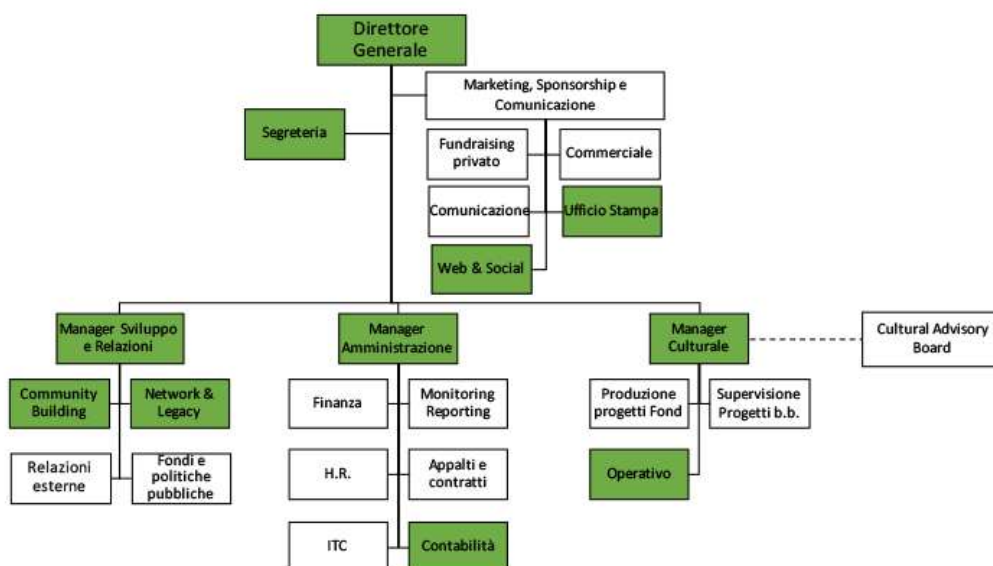 Direttore
Generale
Marketing, Sponsorship e
Comunicazione
Segreteria
Fundraising
privato
Commerciale
Comunicazione
Ufficio Stampa
Web & Social
Manager Sviluppo
e Relazioni
Manager
Amministrazione
Manager
Culturale
Cultural Advisory
Board
Community
Building
Network &
Legacy
Finanza
Monitoring
Reporting
Produzione
progetti Fond
Supervisione
Progetti b.b.
Relazioni
esterne
Fondi e
politiche
pubbliche
H.R.
Appalti e
contratti
Operativo
ITC
Contabilità